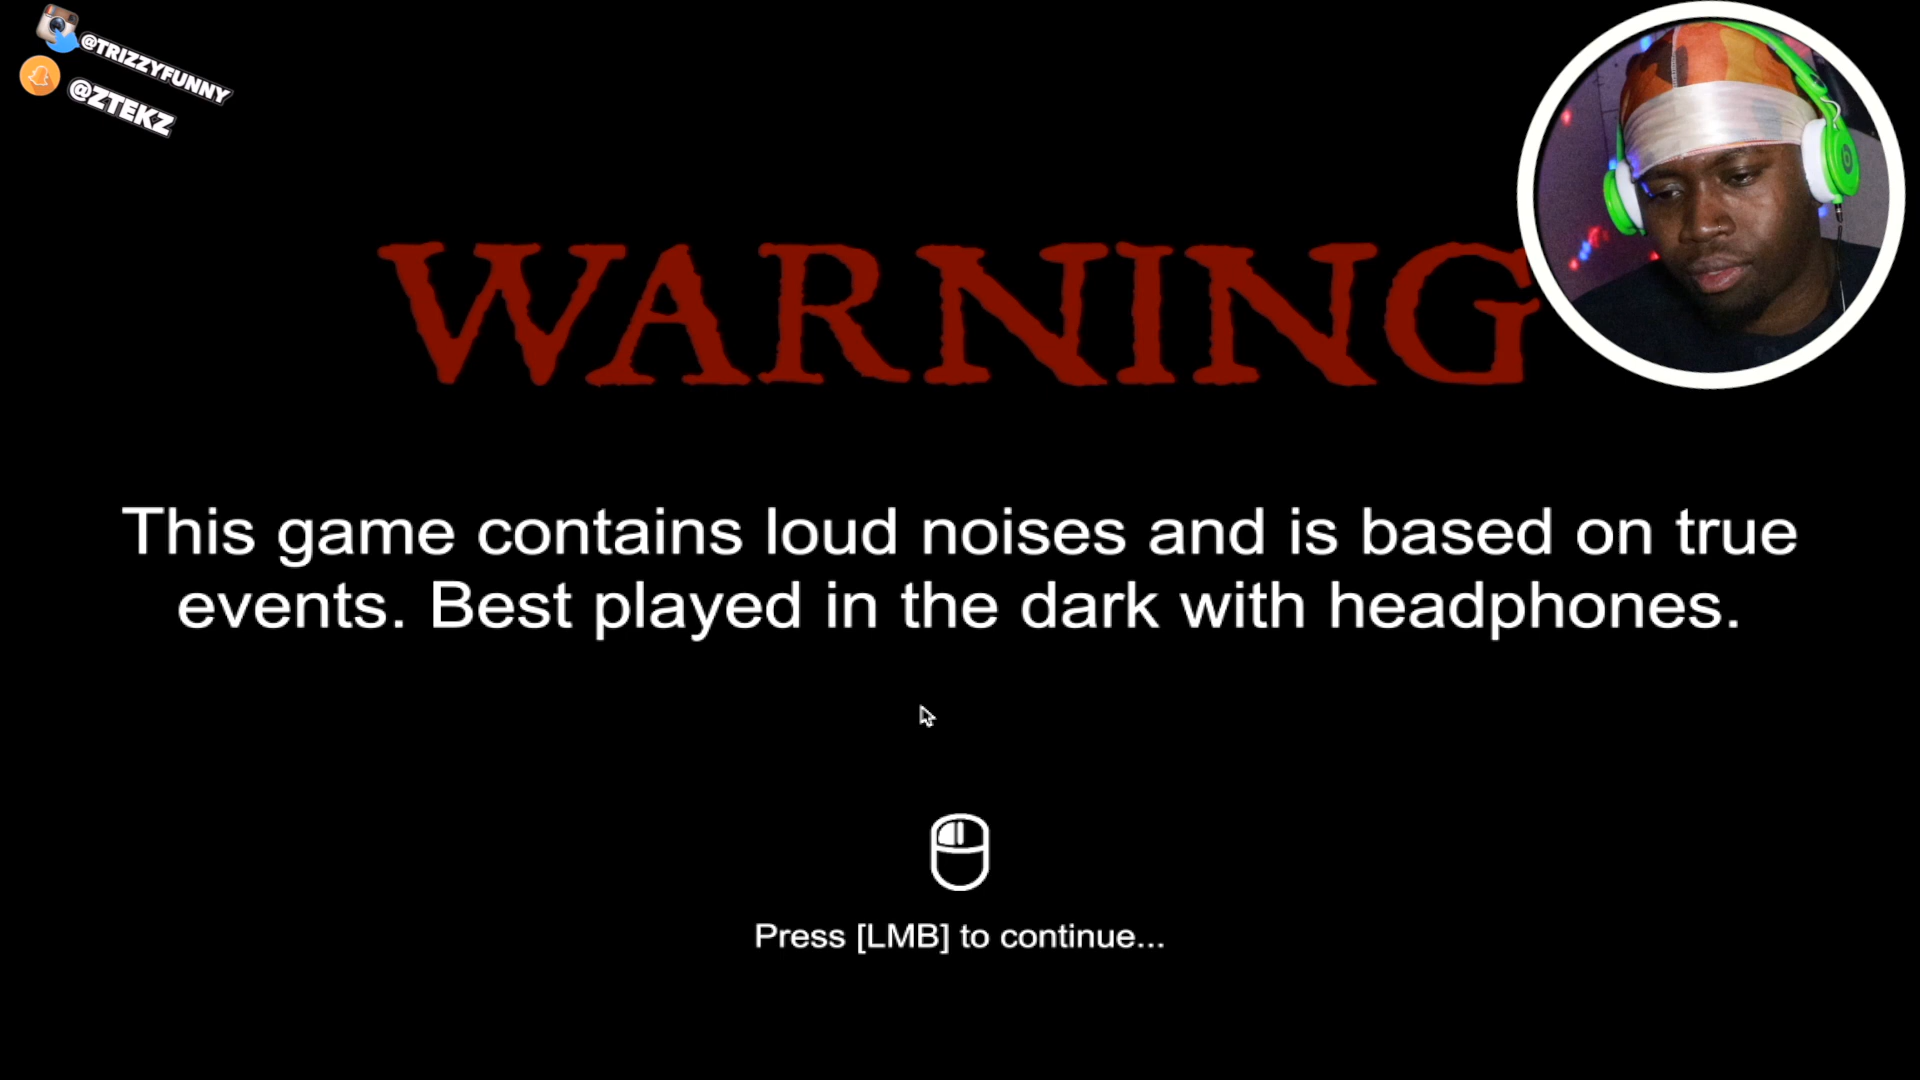 @TRIZZYFUNNY
@ZTEKZ
WARNING
This game contains loud noises and is based on true
events. Best played in the dark with headphones.
Press [LMB] to continue...